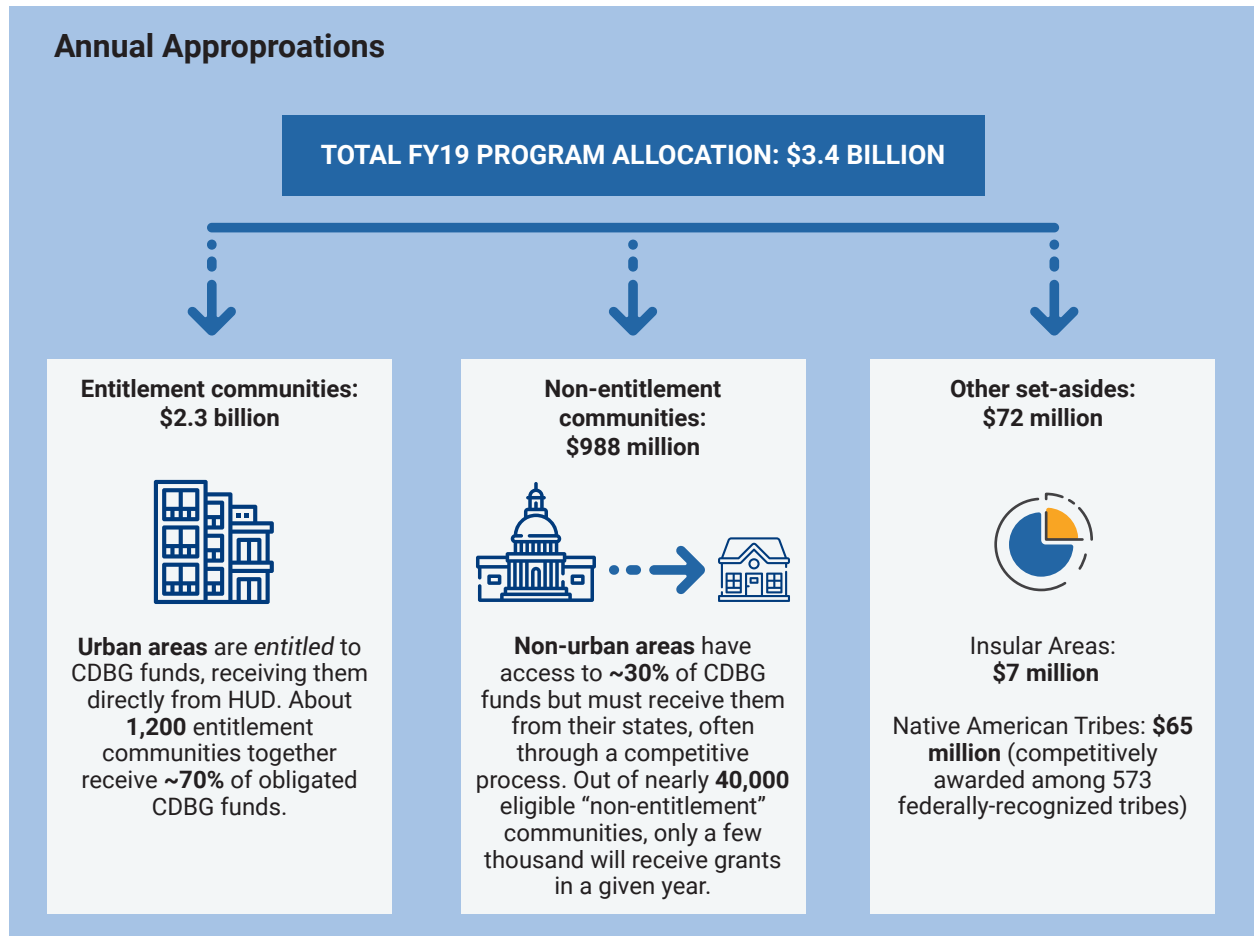 Annual Approproations
TOTAL FY19 PROGRAM ALLOCATION: $3.4 BILLION
Entitlement communities:
$2.3 billion
Urban areas are entitled to
CDBG funds, receiving them
directly from HUD. About
1,200 entitlement
communities together
receive ~70% of obligated
CDBG funds.
Non-entitlement
communities:
$988 million
Non-urban areas have
access to ~30% of CDBG
funds but must receive them
from their states, often
through a competitive
process. Out of nearly 40,000
eligible “non-entitlement”
communities, only a few
thousand will receive grants
in a given year.
Other set-asides:
$72 million
Insular Areas:
$7 million
Native American Tribes: $65
million (competitively
awarded among 573
federally-recognized tribes)